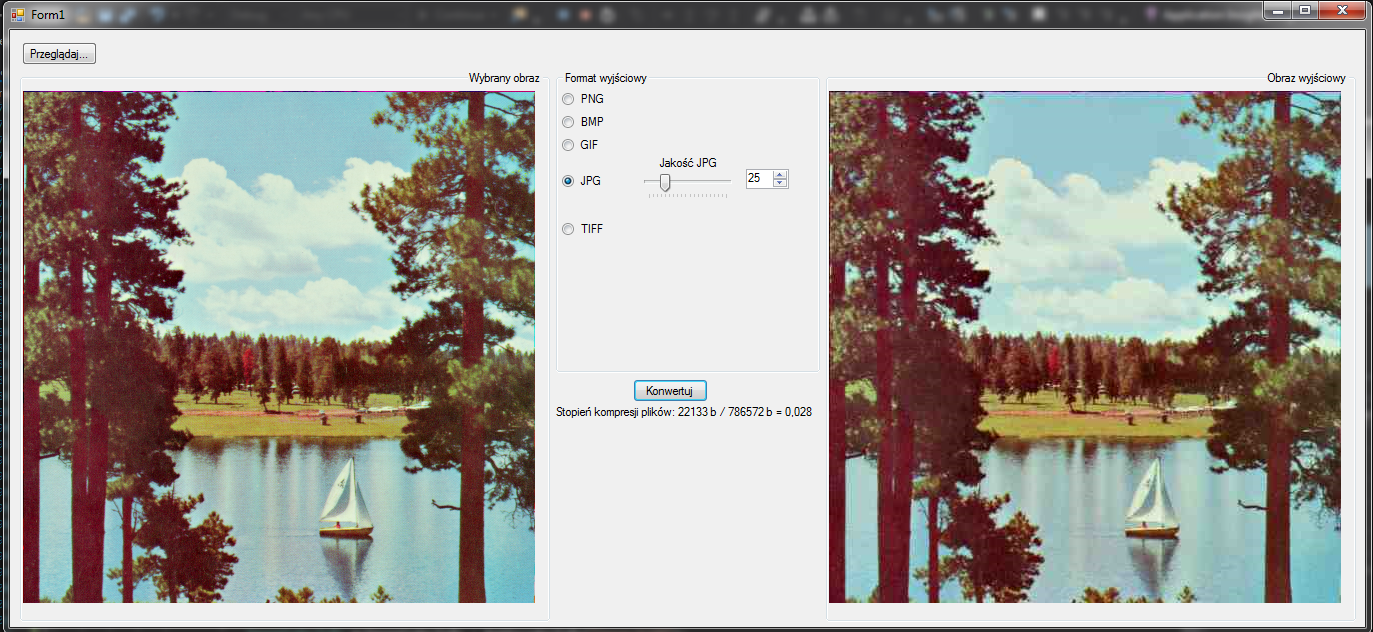 Form1
Przeglądaj...
Wybrany obraz
Format wyjściowy
Obraz wyjściowy
PNG
BMP
GIF
Jakość JPG
JPG
25
TIFF
Konwertuj
Stopień kompresji plików: 22133 b / 786572 b = 0,028